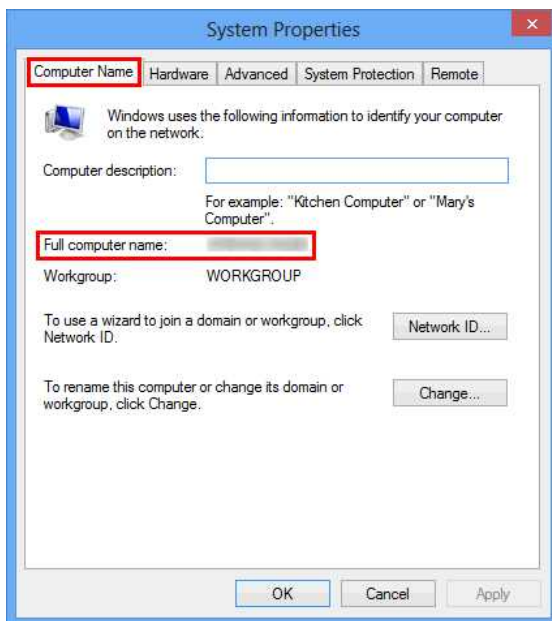 System Properties
Computer Name Hardware Advanced System Protection Remote
Windows uses the following information to identify your computer
on the network.
Computer description:
For example: "Kitchen Computer" or "Mary's
Computer".
Full computer name:
Workgroup: WORKGROUP
To use a wizard to join a domain or workgroup, click
Network ID.
Network ID...
To rename this computer or change its domain or
workgroup, click Change.
Change...
OK Cancel Apply